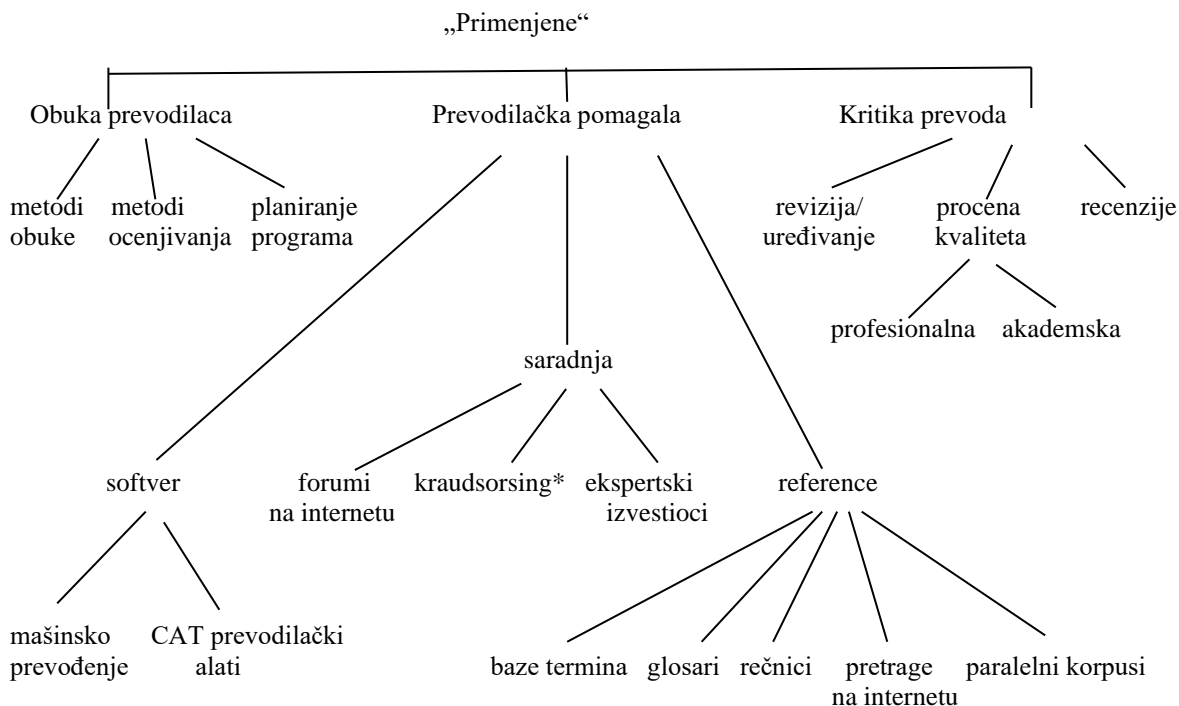 „Primenjene“
Obuka prevodilaca
Prevodilačka pomagala
Kritika prevoda
metodi
obuke
metodi
ocenjivanja
planiranje
programa
revizija/
uređivanje
procena
kvaliteta
recenzije
profesionalna
akademska
saradnja
softver
forumi
na internetu
kraudsorsing*
ekspertski
izvestioci
reference
mašinsko
prevođenje
CAT prevodilački
alati
baze termina
glosari
rečnici
pretrage
na internetu
paralelni korpusi